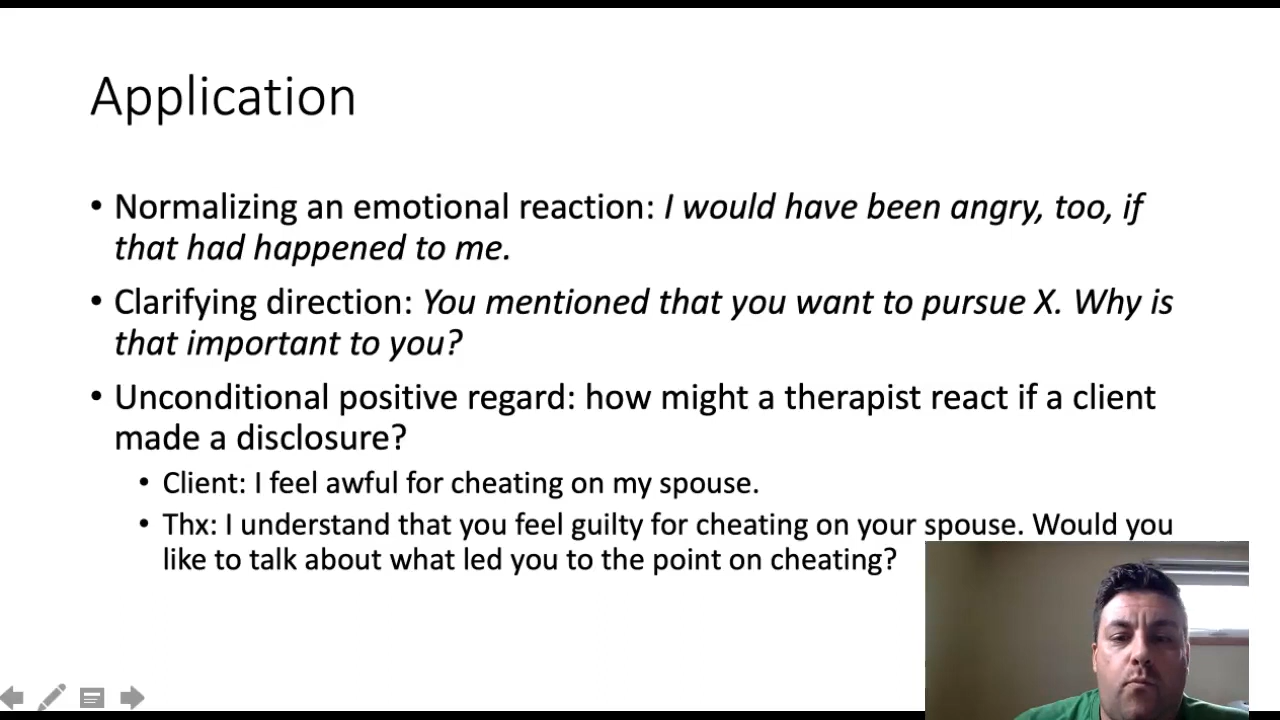 Application
• Normalizing an emotional reaction: I would have been angry, too, if
that had happened to me.
• Clarifying direction: You mentioned that you want to pursue X. Why is
that important to you?
• Unconditional positive regard: how might a therapist react if a client
made a disclosure?
• Client: I feel awful for cheating on my spouse.
• Thx: I understand that you feel guilty for cheating on your spouse. Would you
like to talk about what led you to the point on cheating?